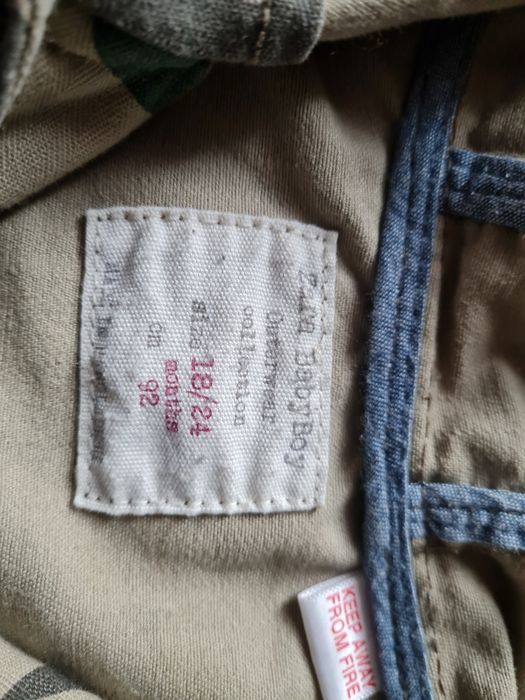 Zara BabyBoy
Outerwear
collection
size 18/24
months
cm 92
KEEP AWAY
FROM FIRE